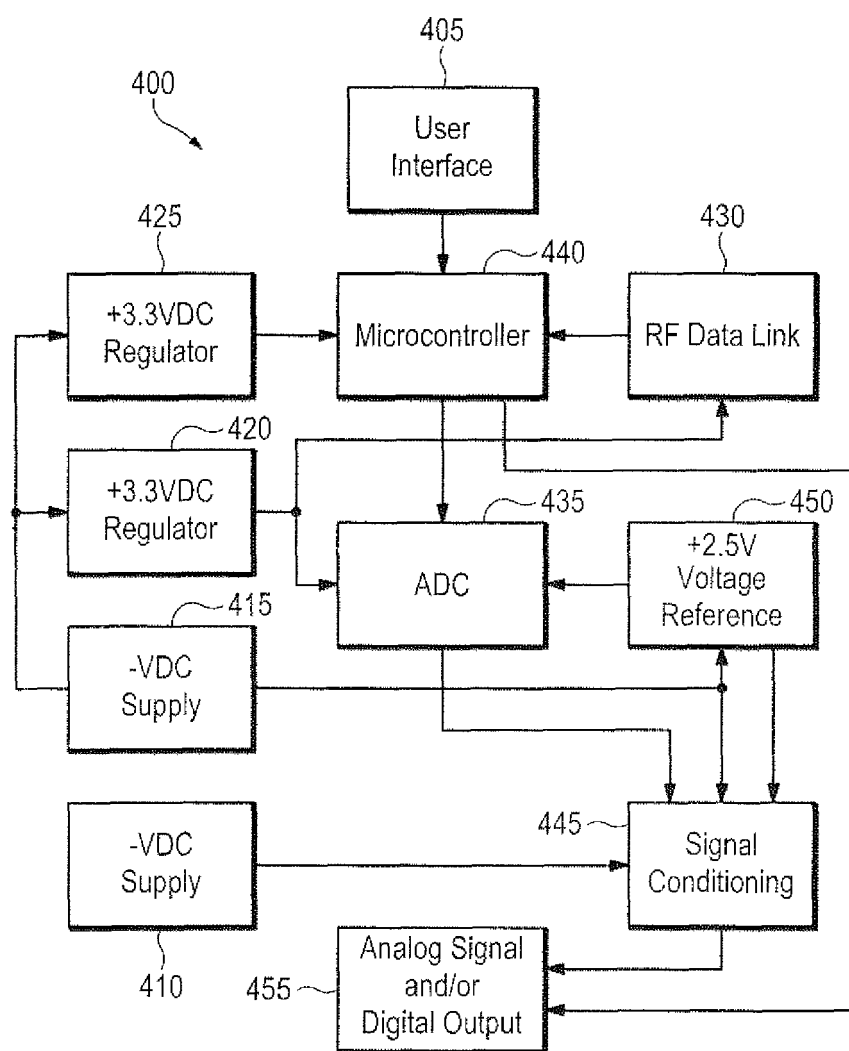 405
400
User
Interface
425
440
430
+3.3VDC
Regulator
Microcontroller
RF Data Link
420
+3.3VDC
Regulator
435
450
ADC
+2.5V
Voltage
Reference
415
-VDC
Supply
445
-VDC
Supply
Signal
Conditioning
410
455
Analog Signal
and/or
Digital Output